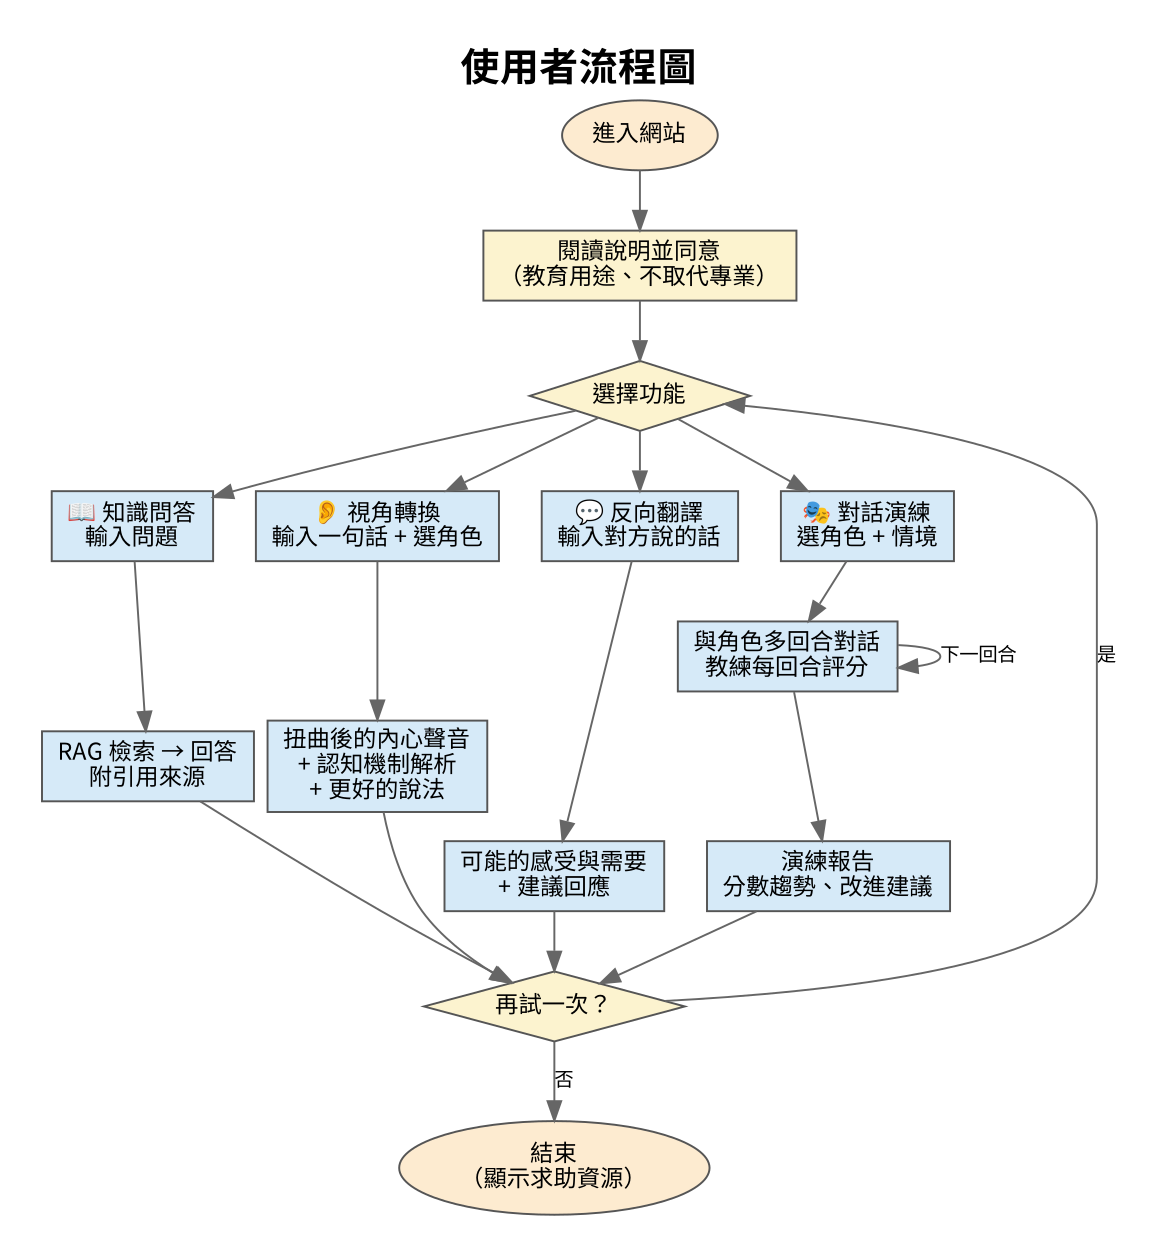 使用者流程圖
進入網站
閱讀說明並同意
（教育用途、不取代專業）
選擇功能
📖 知識問答
輸入問題
👂 視角轉換
輸入一句話 + 選角色
💬 反向翻譯
輸入對方說的話
🎭 對話演練
選角色 + 情境
與角色多回合對話
教練每回合評分
下一回合
是
RAG 檢索 → 回答
附引用來源
扭曲後的內心聲音
+ 認知機制解析
+ 更好的說法
可能的感受與需要
+ 建議回應
演練報告
分數趨勢、改進建議
再試一次？
否
結束
（顯示求助資源）